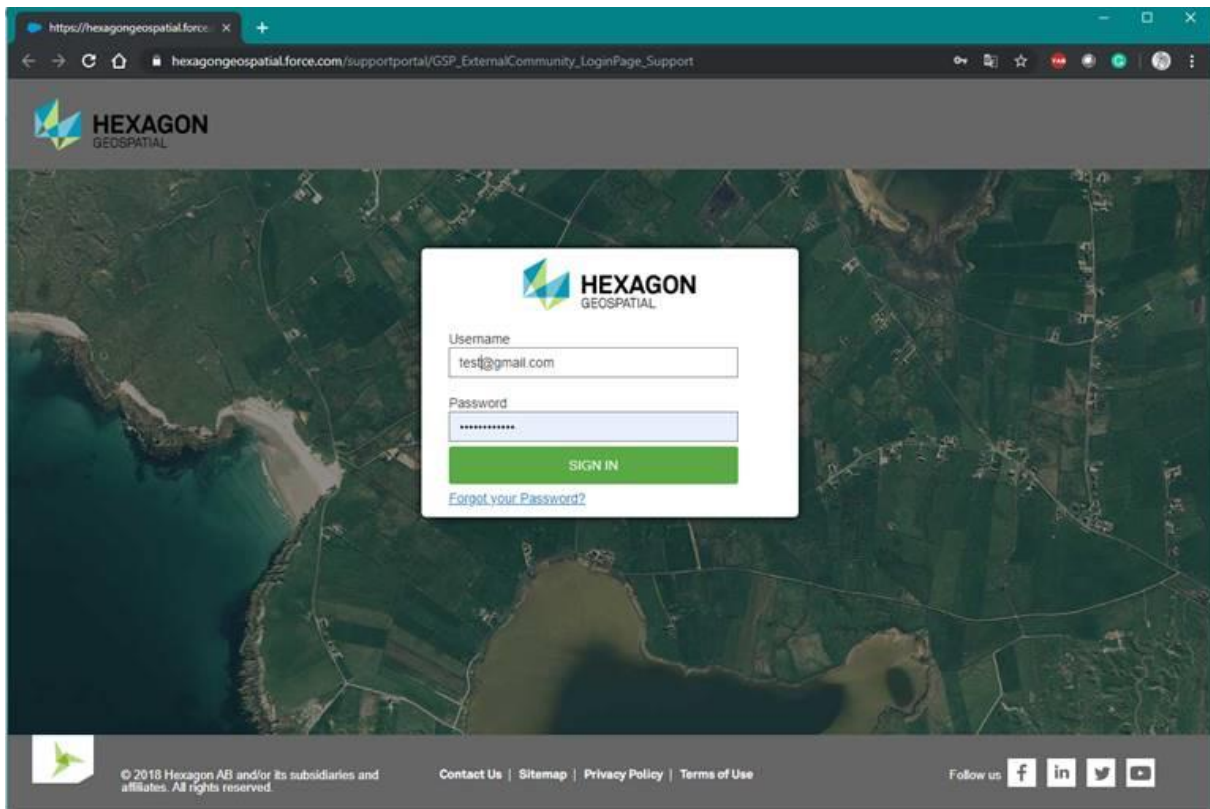 https://hexagongeospatial.force.
hexagongeospatial.force.com/supportportal/GSP_ExternalCommunity_LoginPage_Support
HEXAGON
GEOSPATIAL
HEXAGON
GEOSPATIAL
Username
test@gmail.com
Password
••••••••••••
SIGN IN
Forgot your Password?
© 2018 Hexagon AB and/or its subsidiaries and
affiliates. All rights reserved.
Contact Us | Sitemap | Privacy Policy | Terms of Use
Follow us